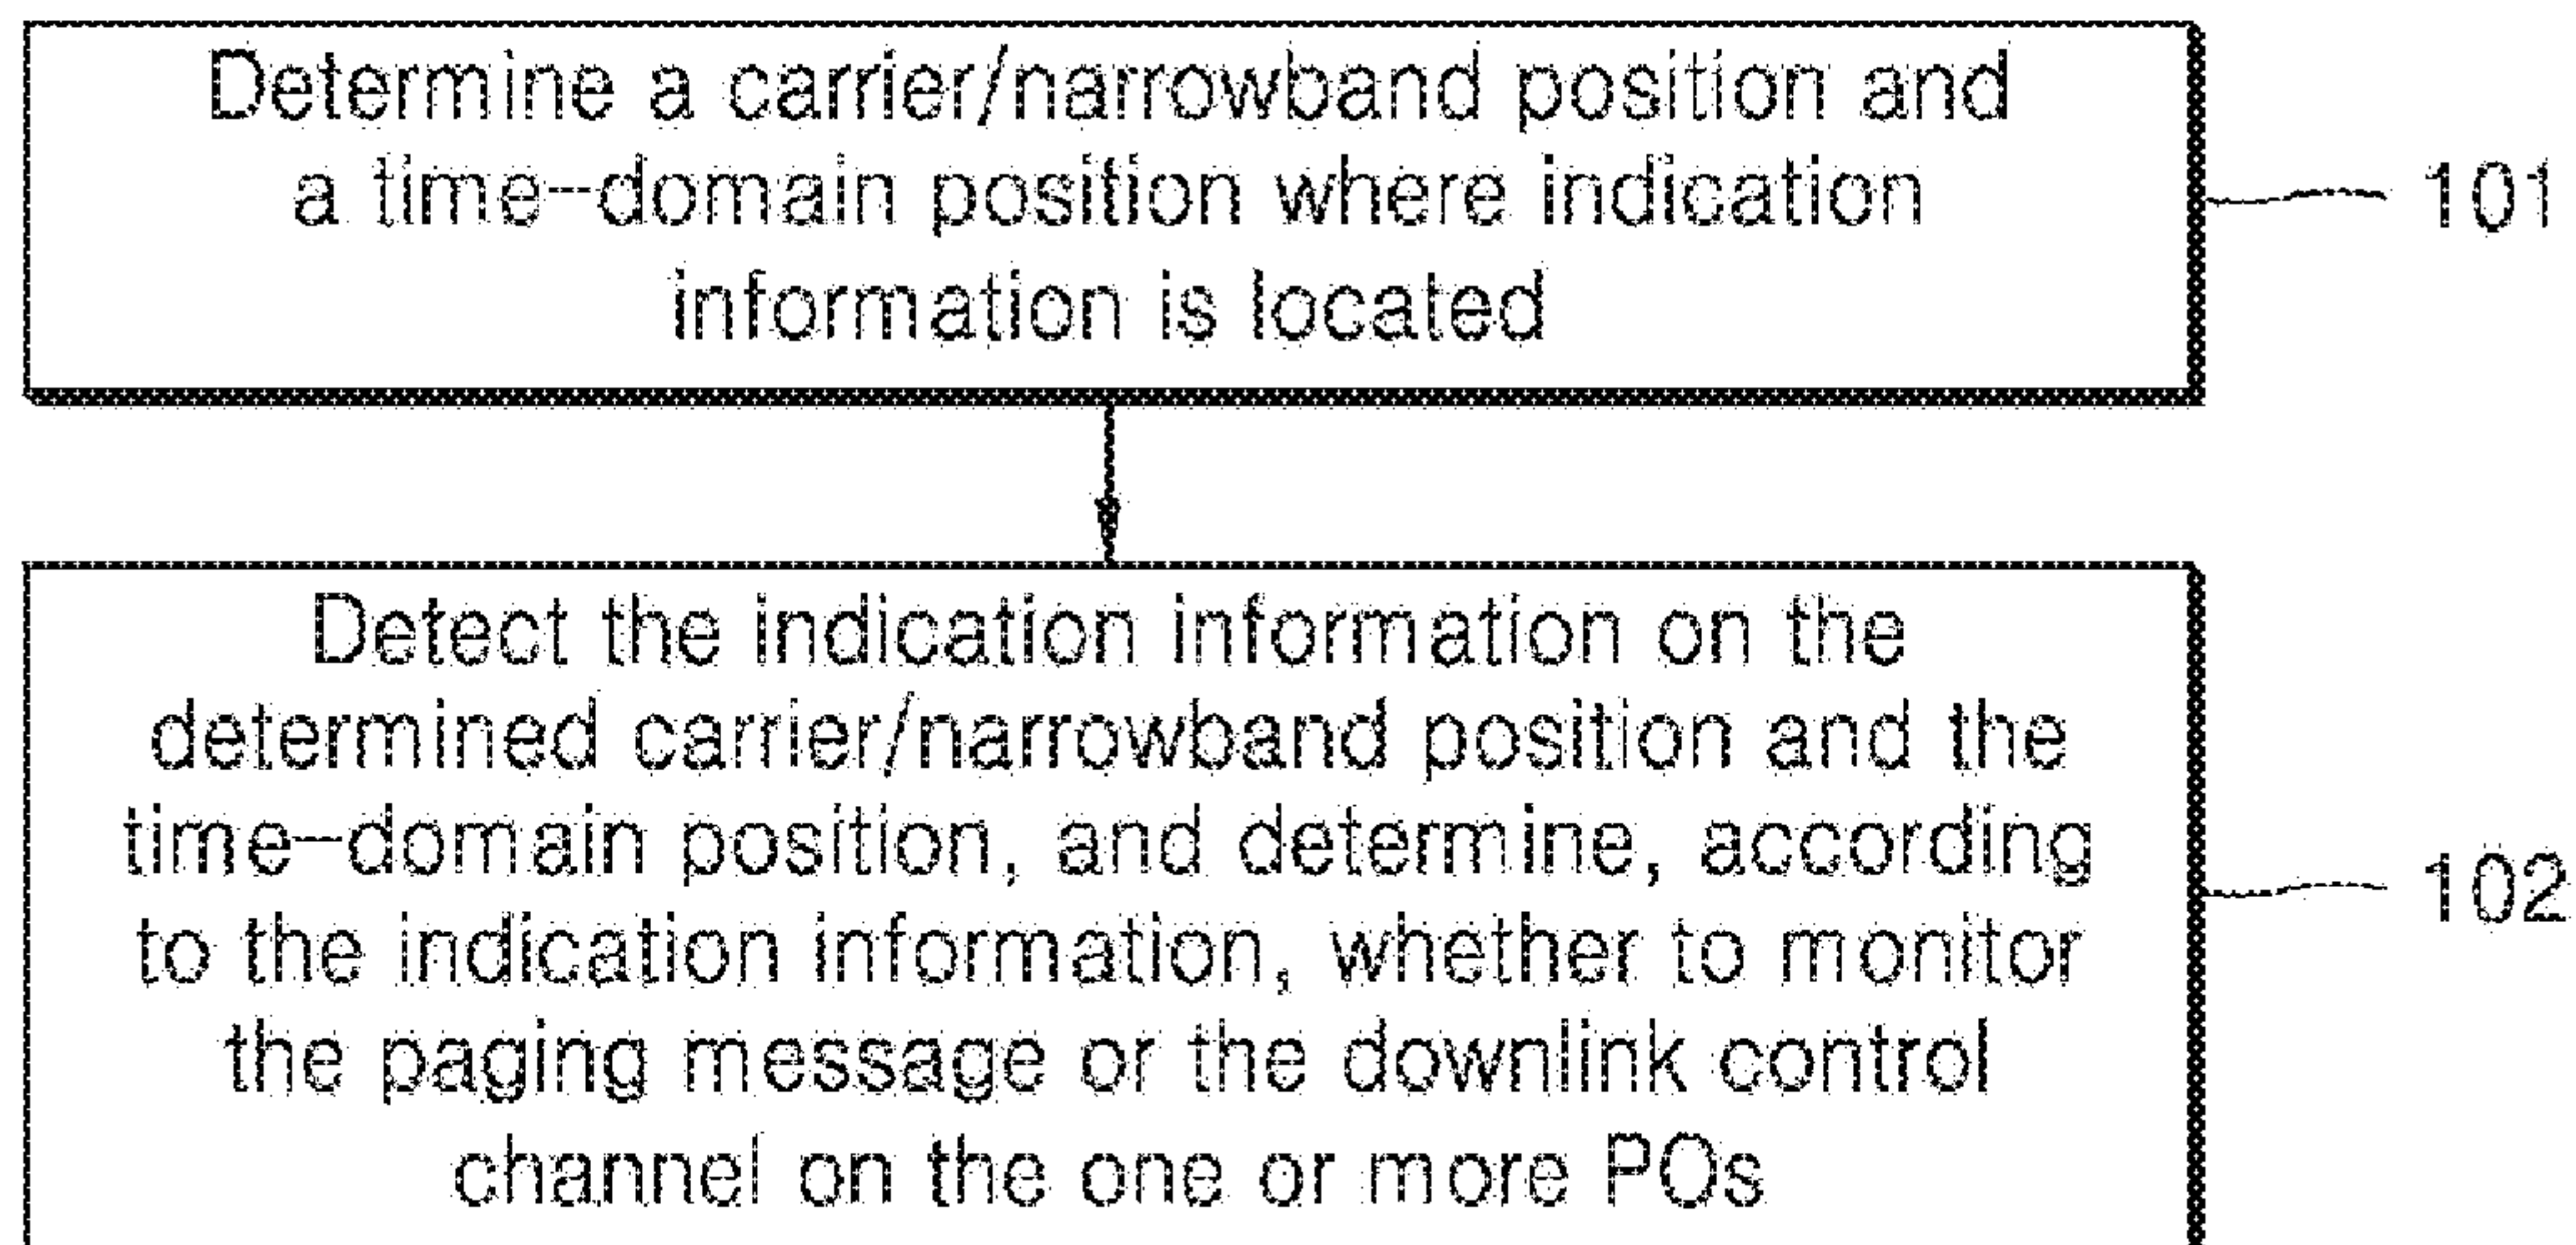 Determine a carrier/narrowband position and
a time-domain position where indication
information is located
101
Detect the indication information on the
determined carrier/narrowband position and the
time-domain position, and determine, according
to the indication information, whether to monitor
the paging message or the downlink control
channel on the one or more POs
102